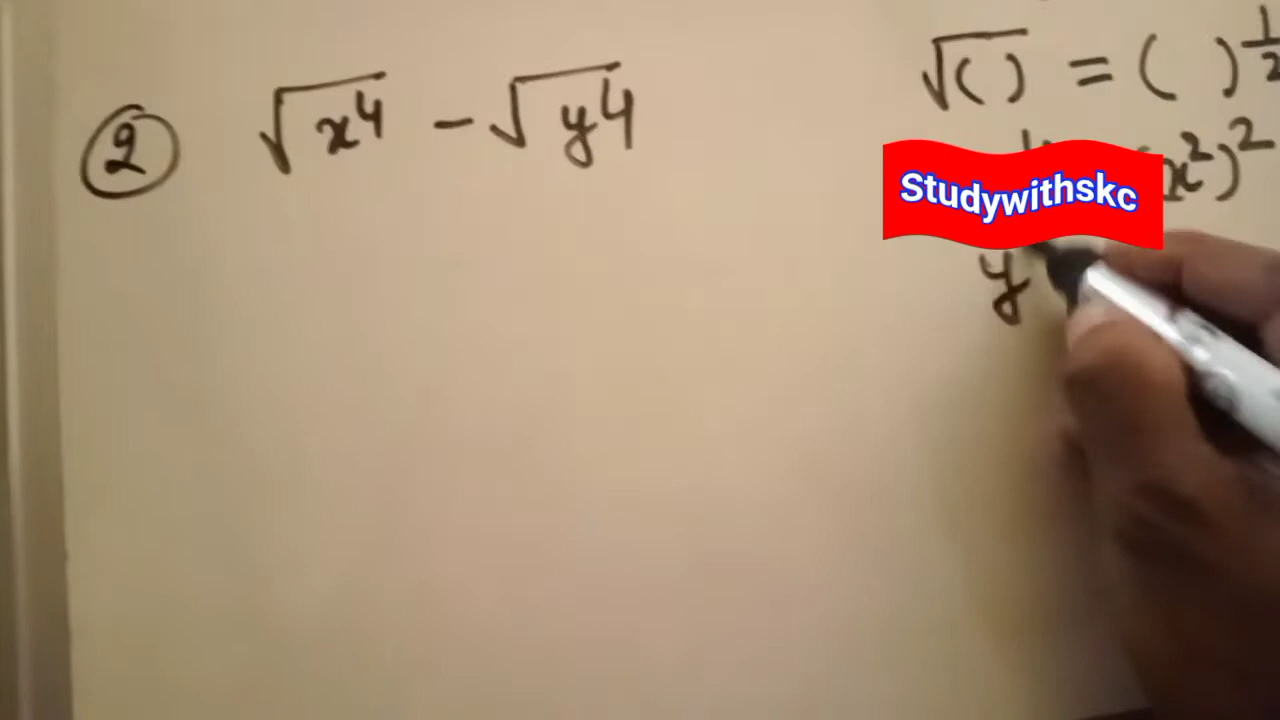 ② √x⁴ - √y⁴
√( ) = ( )^½
x²)²
Studywithskc
y